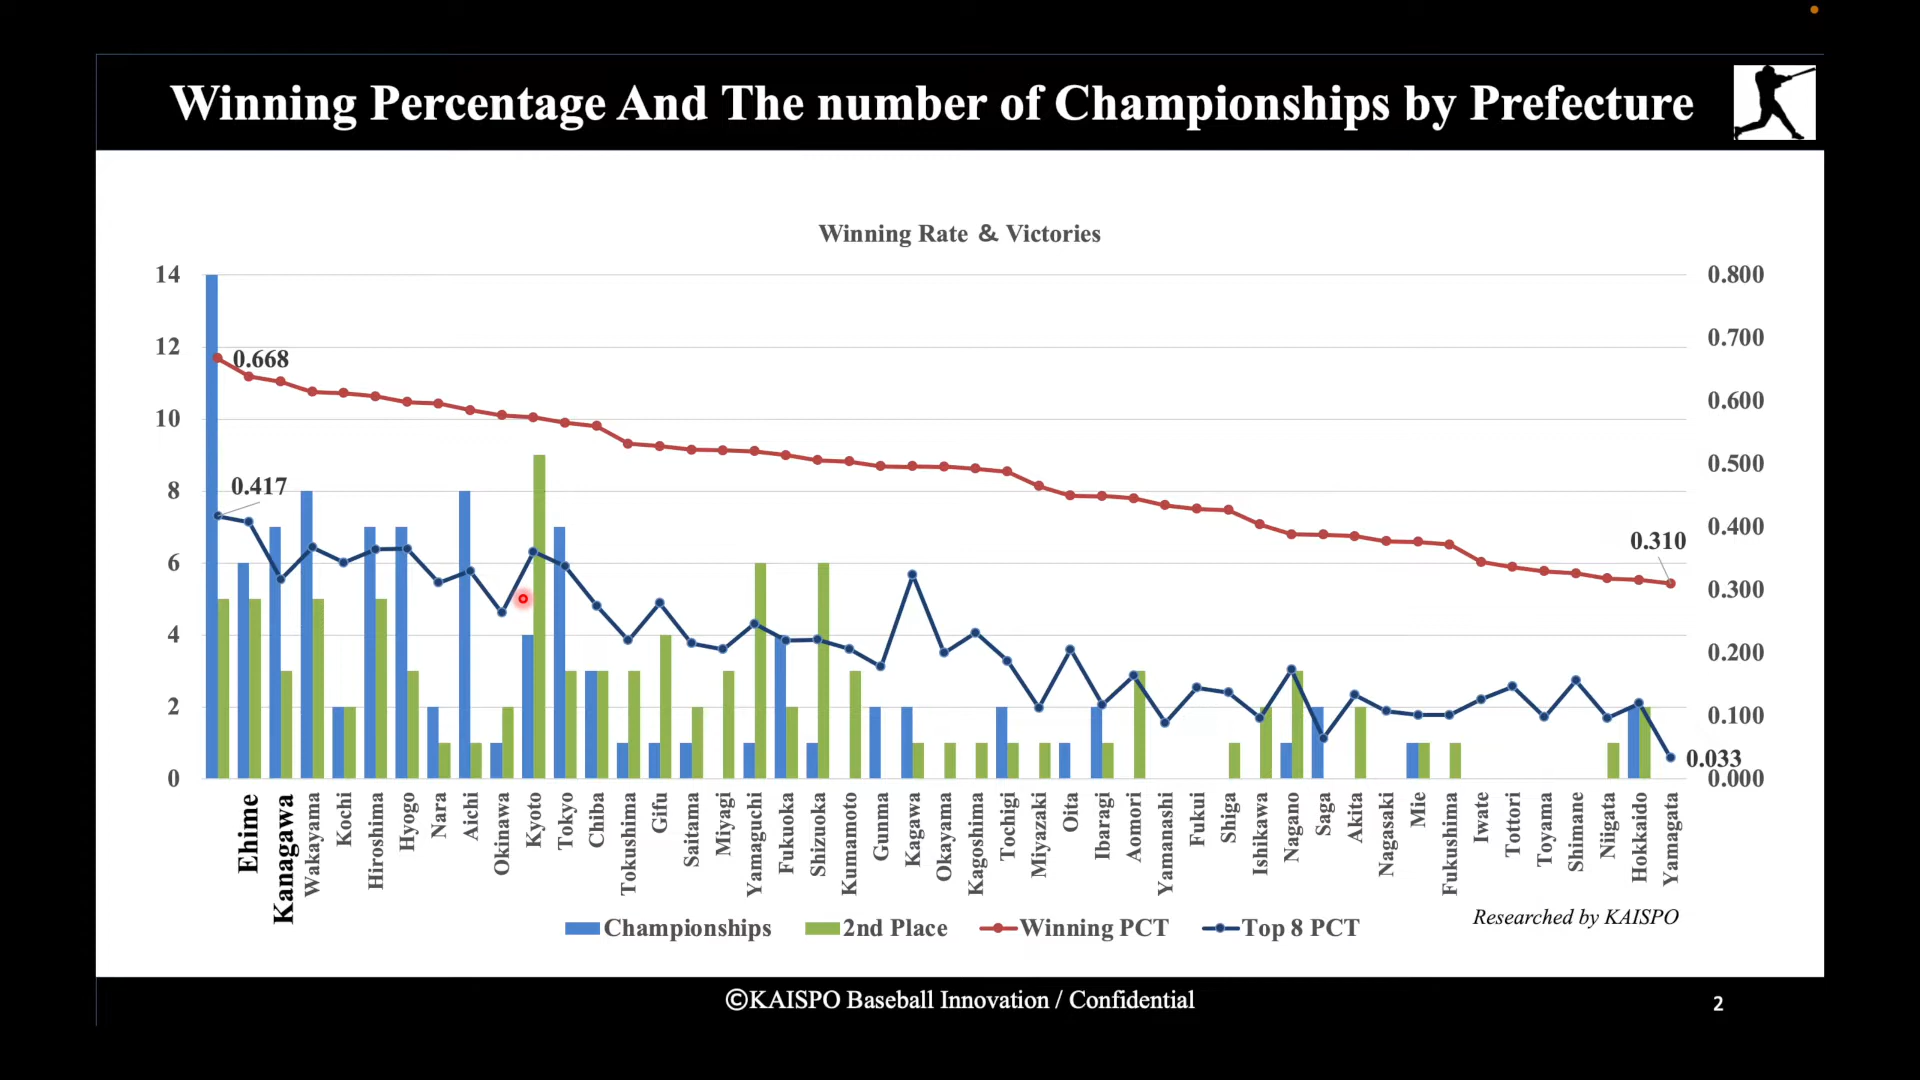 Winning Percentage And The number of Championships by Prefecture
Winning Rate & Victories
14
12
10
8
6
4
2
0
0.800
0.700
0.600
0.500
0.400
0.300
0.200
0.100
0.000
0.668
0.417
0.310
0.033
Ehime
Kanagawa
Wakayama
Kochi
Hiroshima
Hyogo
Nara
Aichi
Okinawa
Kyoto
Tokyo
Chiba
Tokushima
Gifu
Saitama
Miyagi
Yamaguchi
Fukuoka
Shizuoka
Kumamoto
Gunma
Kagawa
Okayama
Kagoshima
Tochigi
Miyazaki
Oita
Ibaragi
Aomori
Yamanashi
Fukui
Shiga
Ishikawa
Nagano
Saga
Akita
Nagasaki
Mie
Fukushima
Iwate
Tottori
Toyama
Shimane
Niigata
Hokkaido
Yamagata
Championships
2nd Place
Winning PCT
Top 8 PCT
Researched by KAISPO
©KAISPO Baseball Innovation / Confidential
2